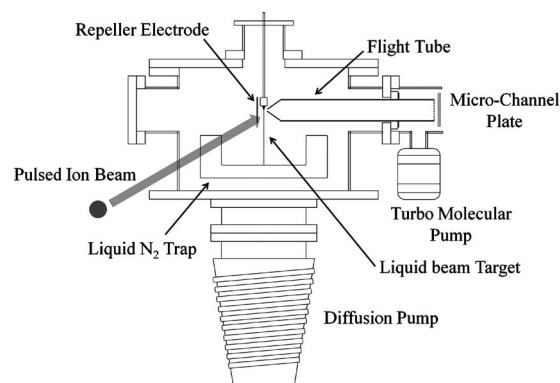 Repeller Electrode
Flight Tube
Micro-Channel
Plate
Pulsed Ion Beam
Turbo Molecular
Pump
Liquid N₂ Trap
Liquid beam Target
Diffusion Pump